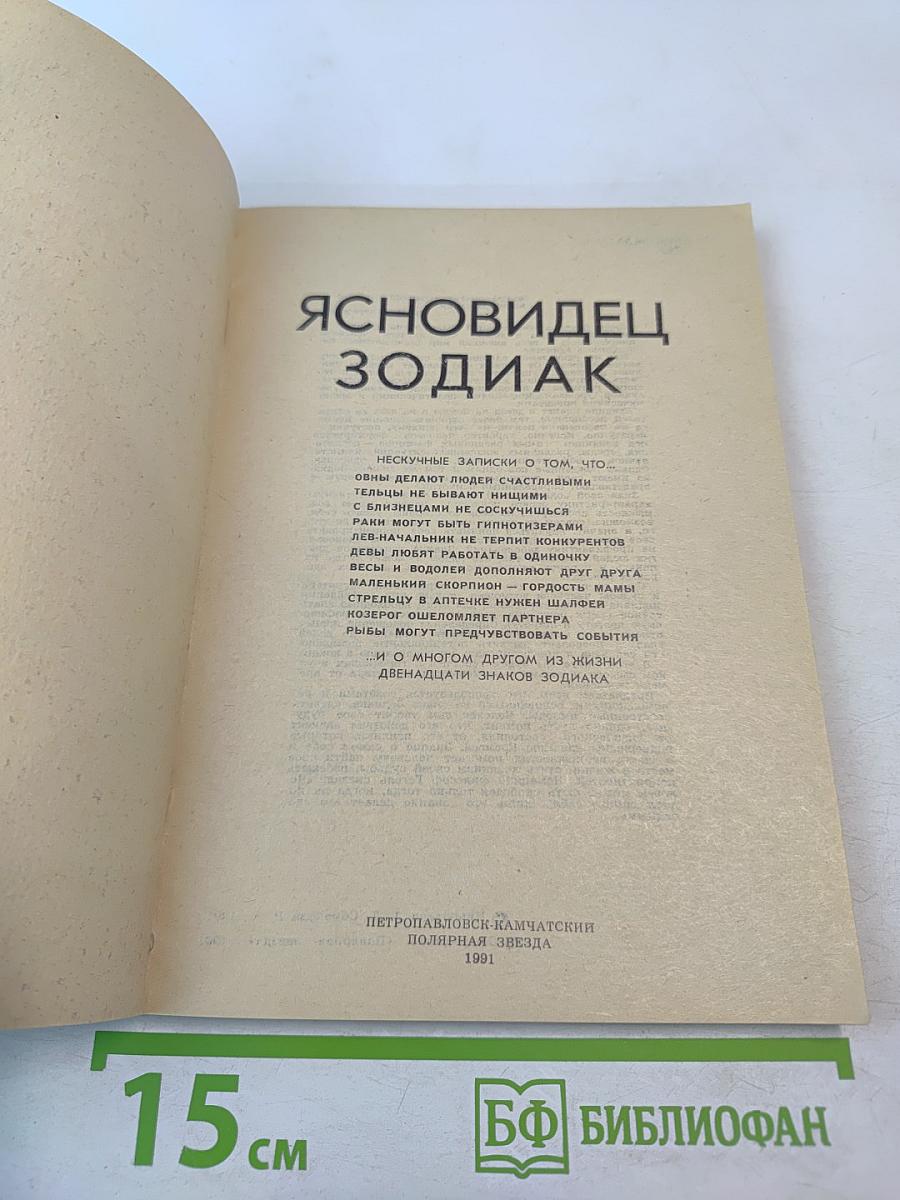 ЯСНОВИДЕЦ
ЗОДИАК
НЕСКУЧНЫЕ ЗАПИСКИ О ТОМ, ЧТО...
ОВНЫ ДЕЛАЮТ ЛЮДЕЙ СЧАСТЛИВЫМИ
ТЕЛЬЦЫ НЕ БЫВАЮТ НИЩИМИ
С БЛИЗНЕЦАМИ НЕ СОСКУЧИШЬСЯ
РАКИ МОГУТ БЫТЬ ГИПНОТИЗЕРАМИ
ЛЕВ-НАЧАЛЬНИК НЕ ТЕРПИТ КОНКУРЕНТОВ
ДЕВЫ ЛЮБЯТ РАБОТАТЬ В ОДИНОЧКУ
ВЕСЫ И ВОДОЛЕЙ ДОПОЛНЯЮТ ДРУГ ДРУГА
МАЛЕНЬКИЙ СКОРПИОН — ГОРДОСТЬ МАМЫ
СТРЕЛЬЦУ В АПТЕЧКЕ НУЖЕН ШАЛФЕЙ
КОЗЕРОГ ОШЕЛОМЛЯЕТ ПАРТНЕРА
РЫБЫ МОГУТ ПРЕДЧУВСТВОВАТЬ СОБЫТИЯ
...И О МНОГОМ ДРУГОМ ИЗ ЖИЗНИ
ДВЕНАДЦАТИ ЗНАКОВ ЗОДИАКА
ПЕТРОПАВЛОВСК-КАМЧАТСКИЙ
ПОЛЯРНАЯ ЗВЕЗДА
1991
15 см
БФ БИБЛИОФАН